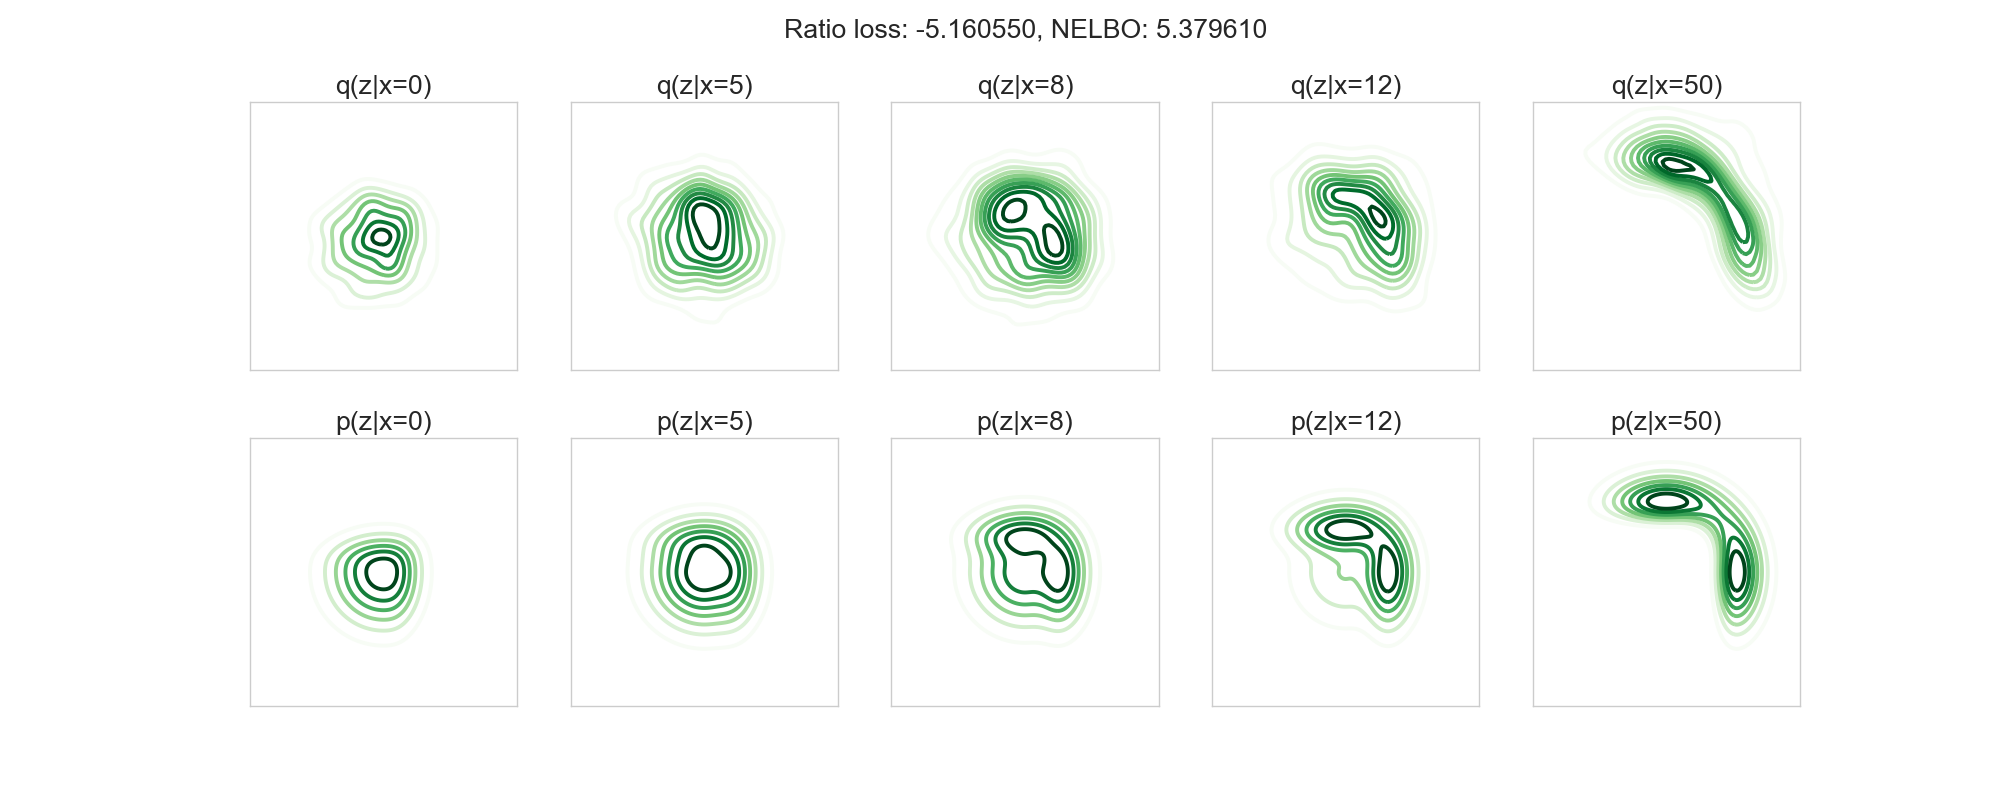 Ratio loss: -5.160550, NELBO: 5.379610
q(z|x=0) q(z|x=5) q(z|x=8) q(z|x=12) q(z|x=50)
p(z|x=0) p(z|x=5) p(z|x=8) p(z|x=12) p(z|x=50)